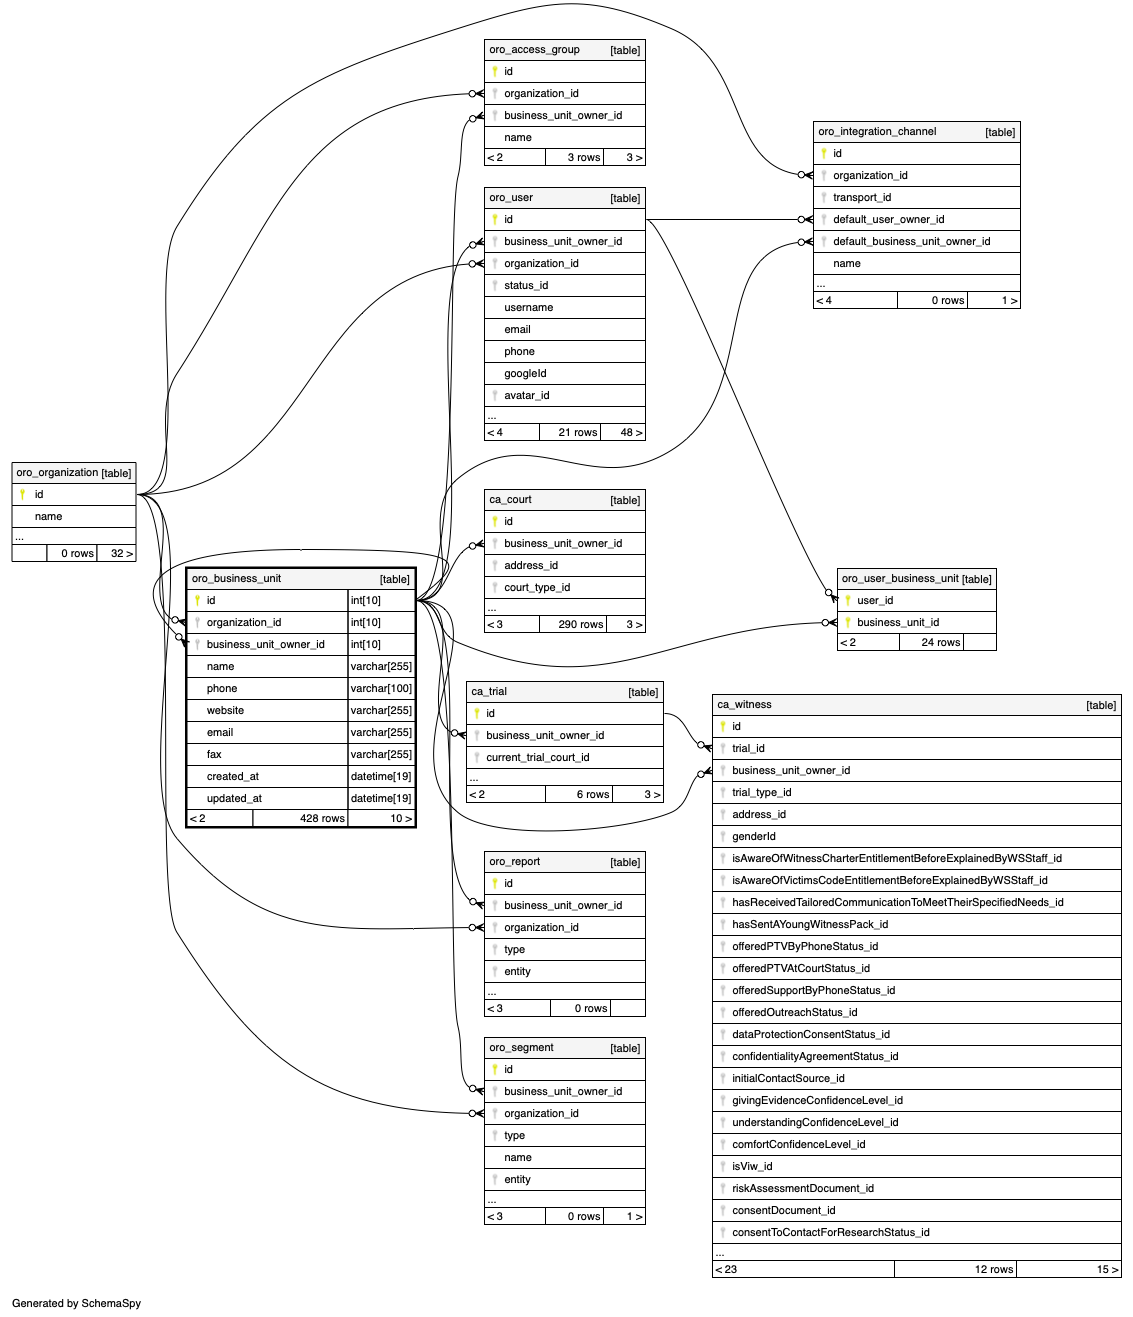 oro_access_group [table]
id
organization_id
business_unit_owner_id
name
< 2 3 rows 3 >
oro_integration_channel [table]
id
organization_id
transport_id
default_user_owner_id
default_business_unit_owner_id
name
...
< 4 0 rows 1 >
oro_user [table]
id
business_unit_owner_id
organization_id
status_id
username
email
phone
googleId
avatar_id
...
< 4 21 rows 48 >
oro_organization [table]
id
name
...
0 rows 32 >
ca_court [table]
id
business_unit_owner_id
address_id
court_type_id
...
< 3 290 rows 3 >
oro_business_unit [table]
id int[10]
organization_id int[10]
business_unit_owner_id int[10]
name varchar[255]
phone varchar[100]
website varchar[255]
email varchar[255]
fax varchar[255]
created_at datetime[19]
updated_at datetime[19]
< 2 428 rows 10 >
oro_user_business_unit [table]
user_id
business_unit_id
< 2 24 rows
ca_trial [table]
id
business_unit_owner_id
current_trial_court_id
...
< 2 6 rows 3 >
ca_witness [table]
id
trial_id
business_unit_owner_id
trial_type_id
address_id
genderId
isAwareOfWitnessCharterEntitlementBeforeExplainedByWSStaff_id
isAwareOfVictimsCodeEntitlementBeforeExplainedByWSStaff_id
hasReceivedTailoredCommunicationToMeetTheirSpecifiedNeeds_id
hasSentAYoungWitnessPack_id
offeredPTVByPhoneStatus_id
offeredPTVAtCourtStatus_id
offeredSupportByPhoneStatus_id
offeredOutreachStatus_id
dataProtectionConsentStatus_id
confidentialityAgreementStatus_id
initialContactSource_id
givingEvidenceConfidenceLevel_id
understandingConfidenceLevel_id
comfortConfidenceLevel_id
isViw_id
riskAssessmentDocument_id
consentDocument_id
consentToContactForResearchStatus_id
...
< 23 12 rows 15 >
oro_report [table]
id
business_unit_owner_id
organization_id
type
entity
...
< 3 0 rows
oro_segment [table]
id
business_unit_owner_id
organization_id
type
name
entity
...
< 3 0 rows 1 >
Generated by SchemaSpy